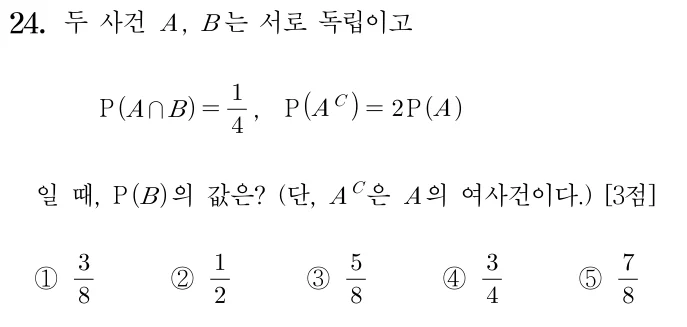 24. 두 사건 A, B는 서로 독립이고
P(A∩B)=1/4, P(A^C)=2P(A)
일 때, P(B)의 값은? (단, A^C은 A의 여사건이다.) [3점]
① 3/8 ② 1/2 ③ 5/8 ④ 3/4 ⑤ 7/8